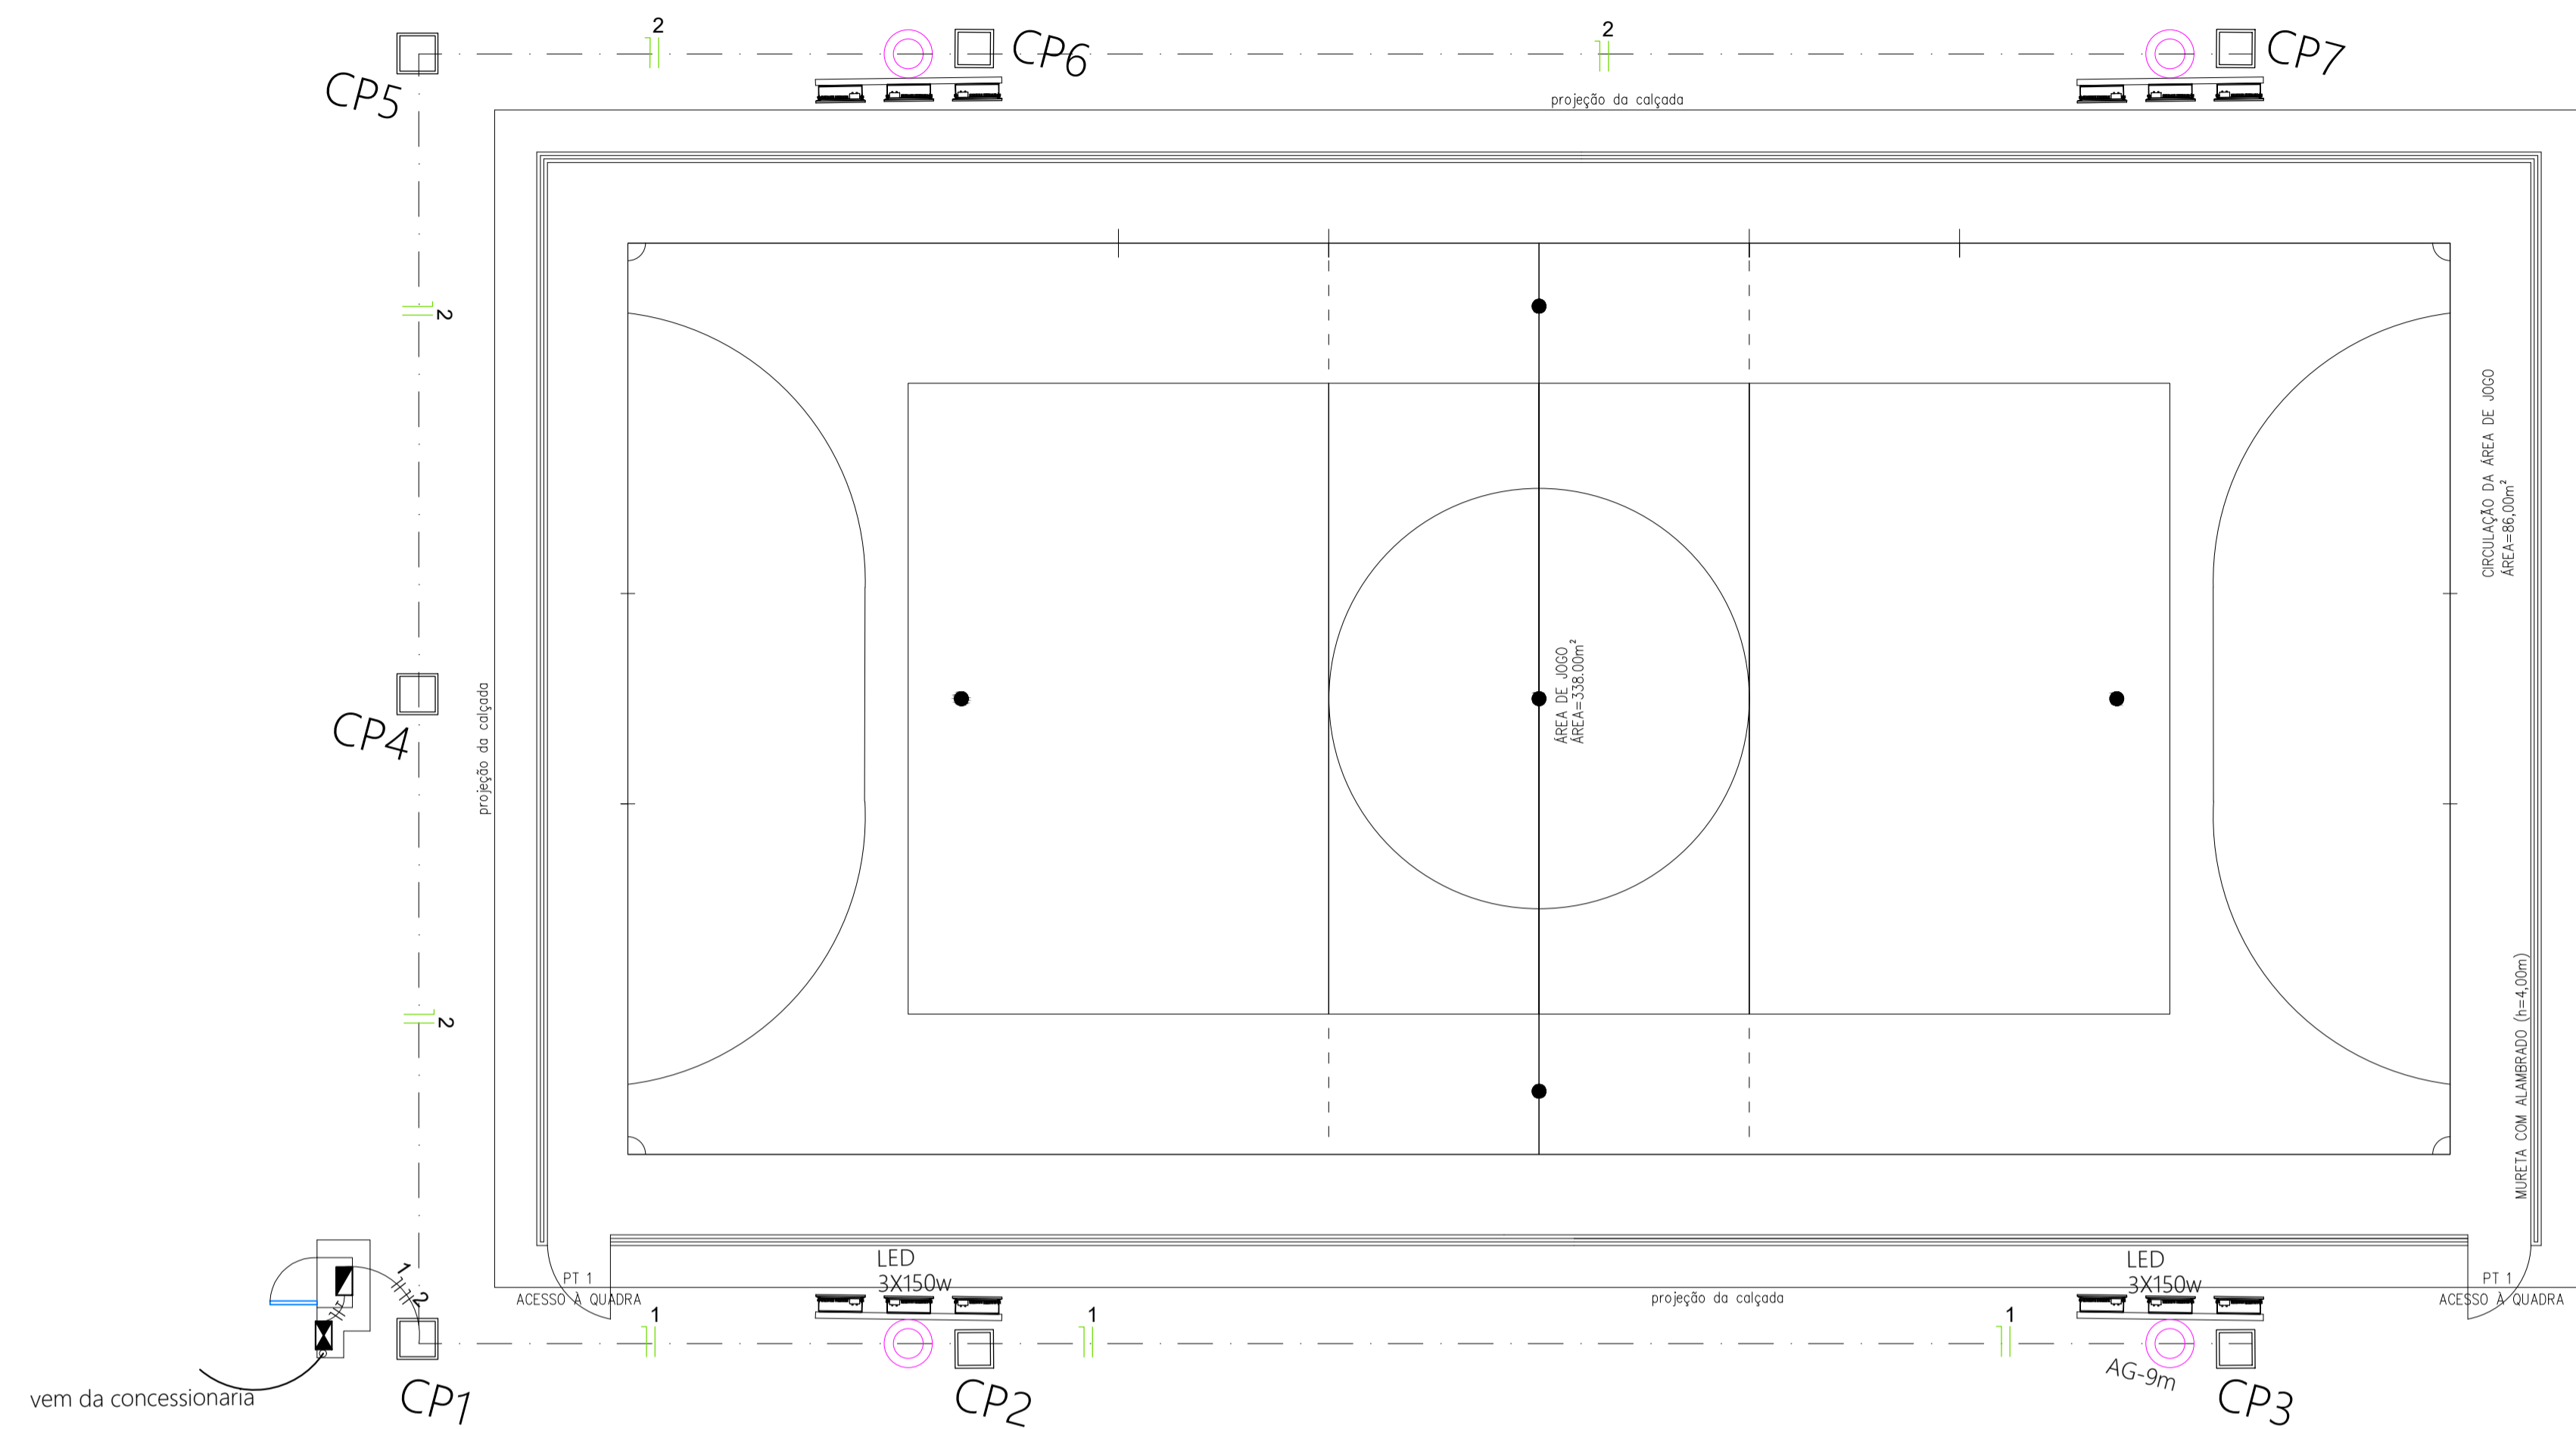 2
2
CP6
CP7
CP5
projeção da calçada
2
CIRCULAÇÃO DA ÁREA DE JOGO
ÁREA=86,00m²
ÁREA DE JOGO
ÁREA=338.00m²
projeção da calçada
CP4
2
MURETA COM ALAMBRADO (h=4,00m)
1
2
PT 1
ACESSO À QUADRA
LED
3X150w
projeção da calçada
LED
3X150w
PT 1
ACESSO À QUADRA
1
1
1
AG-9m
vem da concessionaria
CP1
CP2
CP3